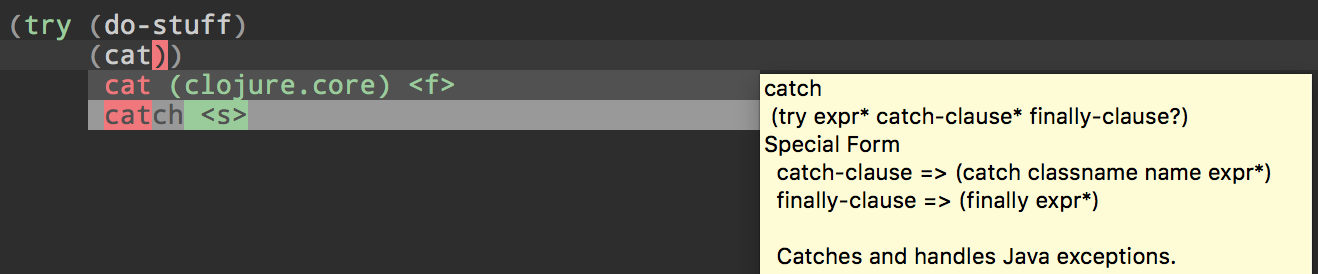 (try (do-stuff)
(cat))
cat (clojure.core) <f>
catch <s>
catch
(try expr* catch-clause* finally-clause?)
Special Form
catch-clause => (catch classname name expr*)
finally-clause => (finally expr*)
Catches and handles Java exceptions.